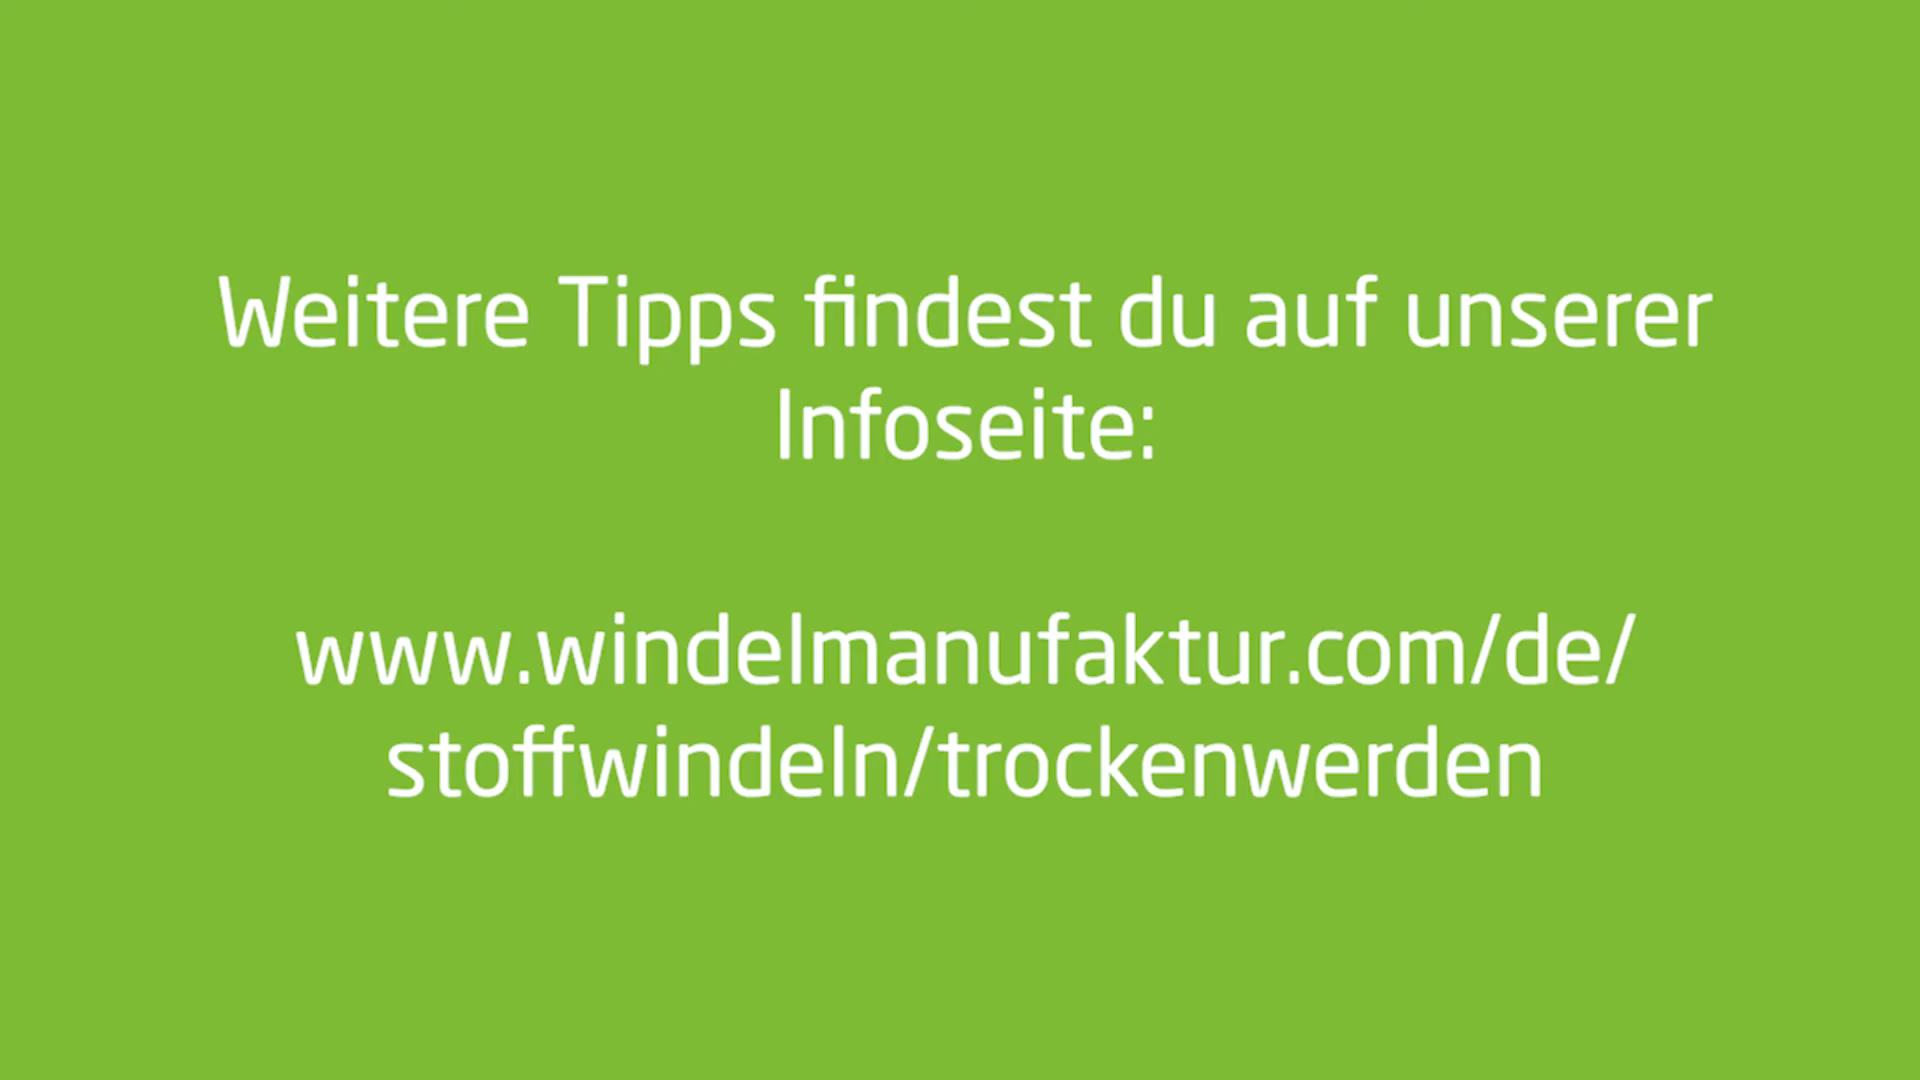 Weitere Tipps findest du auf unserer
Infoseite:
www.windelmanufaktur.com/de/
stoffwindeln/trockenwerden